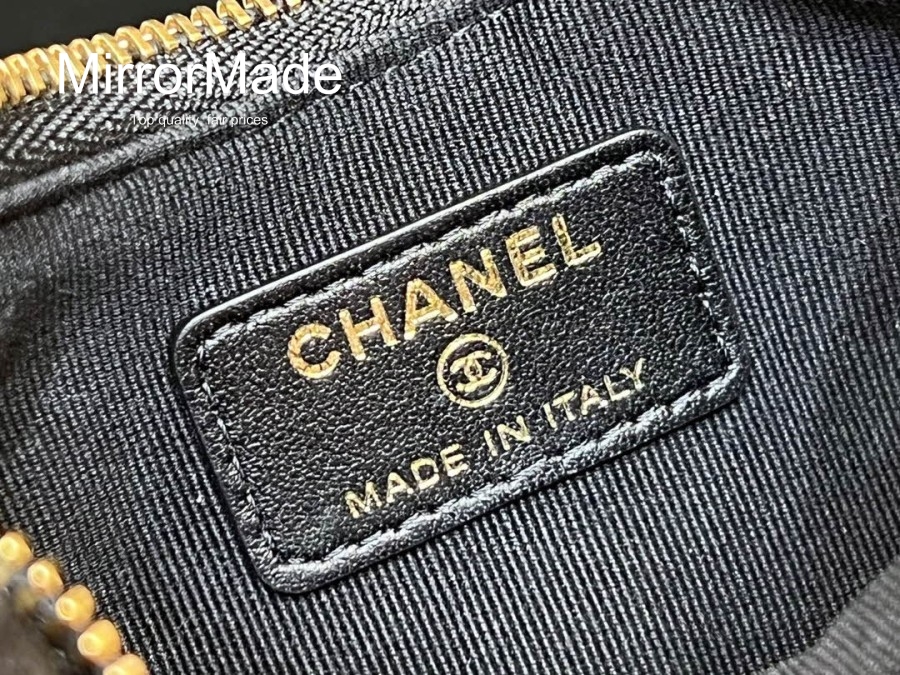 MirrorMade
Top quality, fair prices
CHANEL
MADE IN ITALY